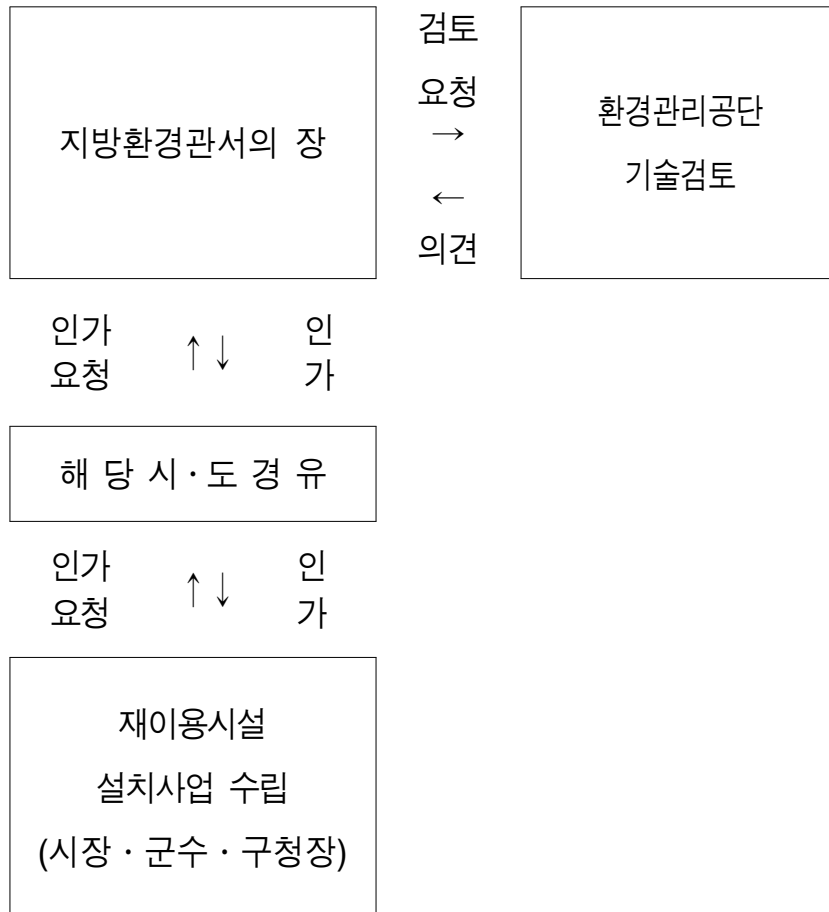 지방환경관서의 장
검토
요청
→
←
의견
환경관리공단
기술검토
인가
요청
↑↓
인
가
해 당 시·도 경 유
인가
요청
↑↓
인
가
재이용시설
설치사업 수립
(시장·군수·구청장)